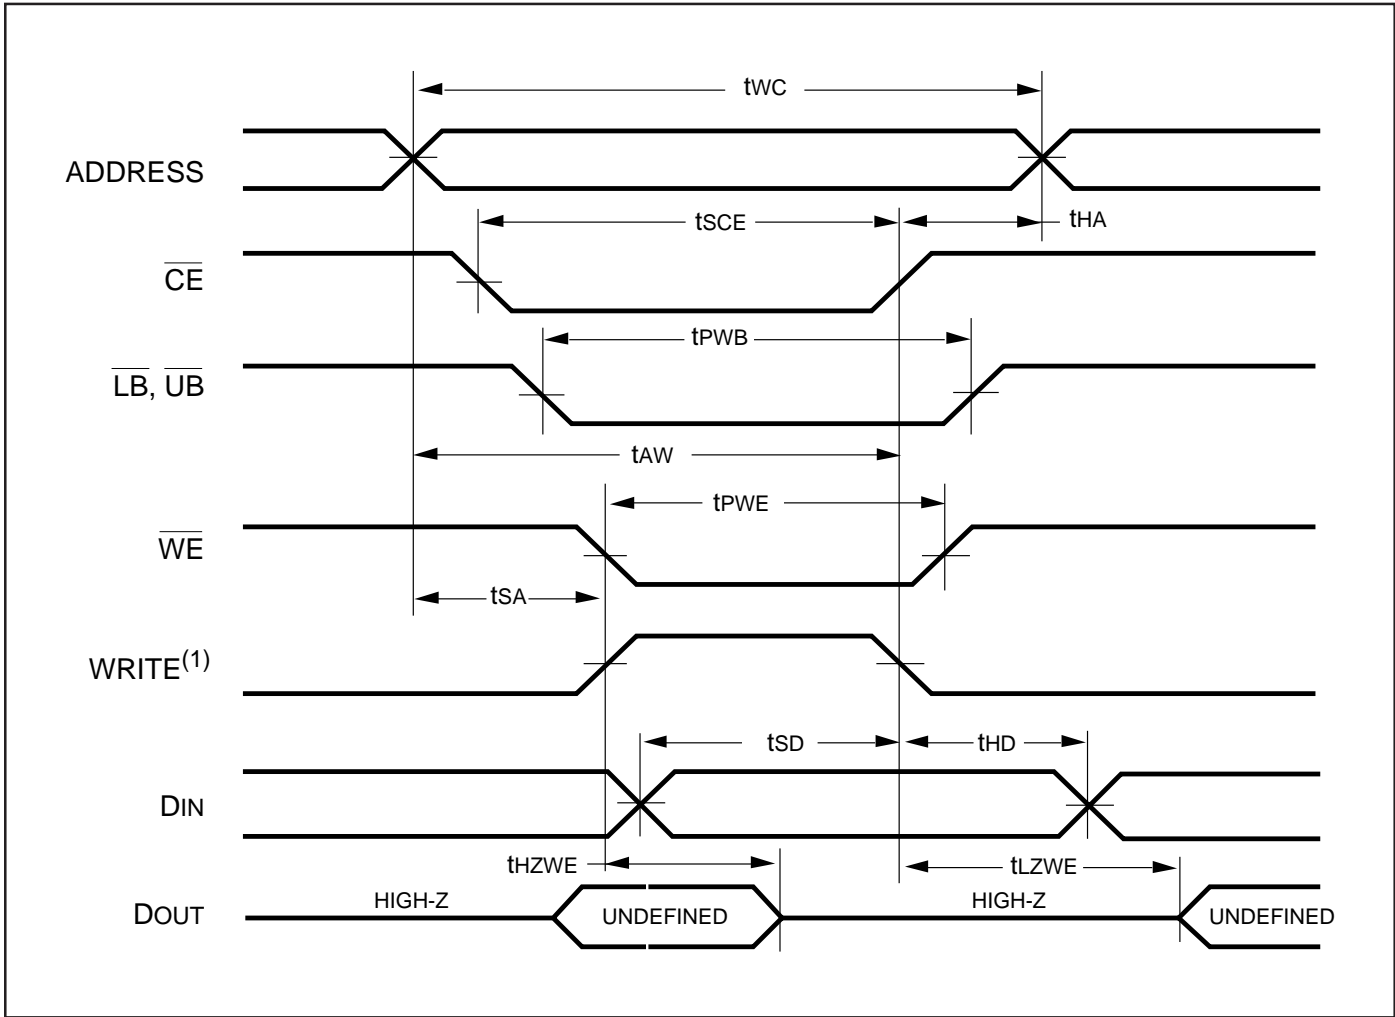 tWC
ADDRESS
tSCE
tHA
CE
tPWB
LB, UB
tAW
tPWE
WE
tSA
WRITE(1)
tSD
tHD
DIN
tHZWE
tLZWE
DOUT
HIGH-Z
UNDEFINED
HIGH-Z
UNDEFINED